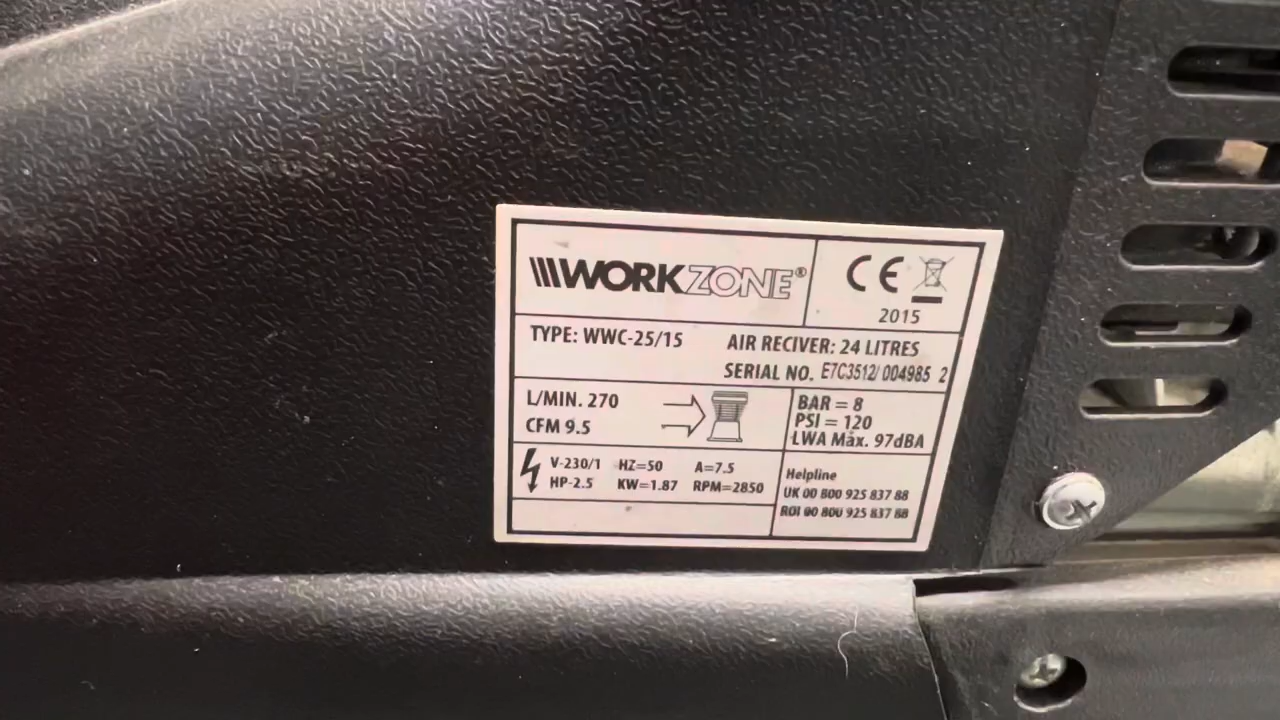 WORKZONE®
CE
2015
TYPE: WWC-25/15 AIR RECIVER: 24 LITRES
SERIAL NO. E7C3512/004985 2
L/MIN. 270
CFM 9.5
BAR = 8
PSI = 120
LWA Máx. 97dBA
V-230/1 HZ=50 A=7.5
HP-2.5 KW=1.87 RPM=2850
Helpline
UK 00 800 925 837 88
ROI 00 800 925 837 88